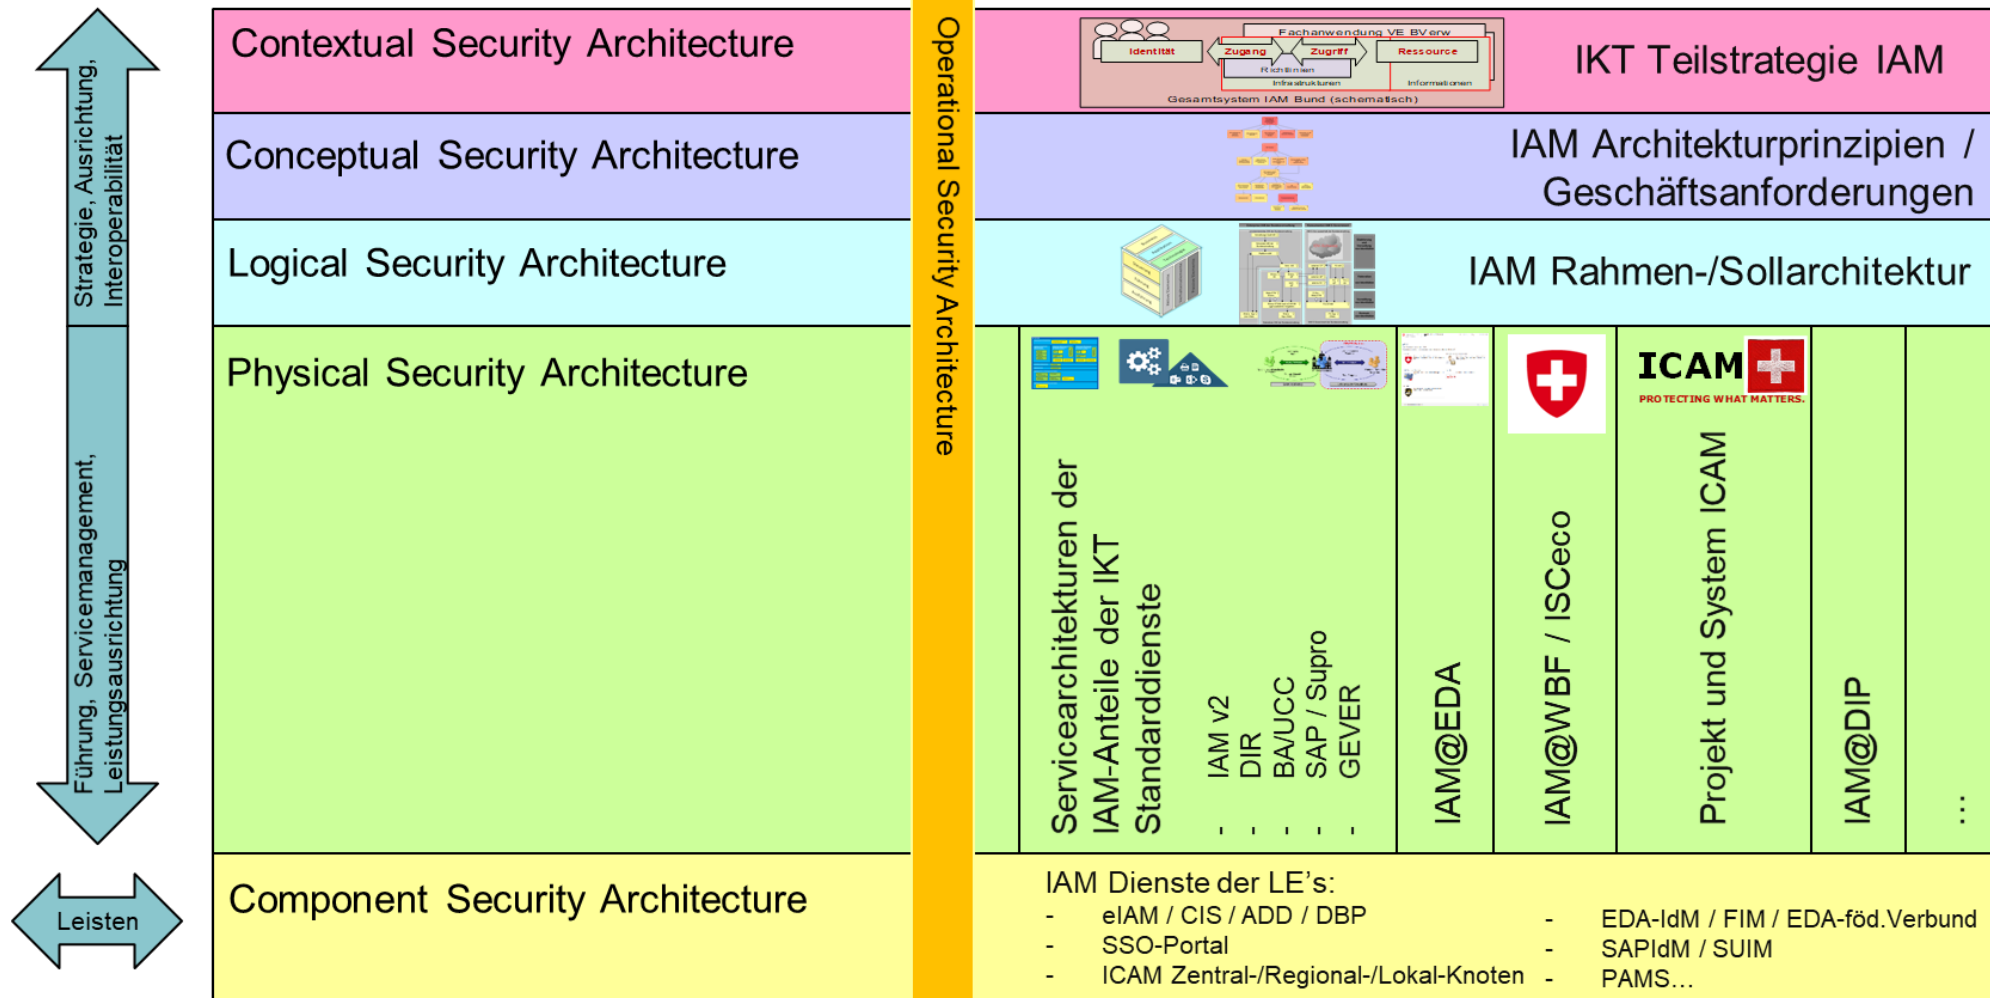 Strategie, Ausrichtung,
Interoperabilität
Führung, Servicemanagement,
Leistungsausrichtung
Leisten
Contextual Security Architecture
Conceptual Security Architecture
Logical Security Architecture
Physical Security Architecture
Component Security Architecture
Operational Security Architecture
Fachanwendung VE BVerw
Identität
Zugang
Zugriff
Ressource
Richtlinien
Infrastrukturen
Informationen
Gesamtsystem IAM Bund (schematisch)
IKT Teilstrategie IAM
IAM Architekturprinzipien /
Geschäftsanforderungen
IAM Rahmen-/Sollarchitektur
ICAM
PROTECTING WHAT MATTERS.
Servicearchitekturen der
IAM-Anteile der IKT
Standarddienste
- IAM v2
- DIR
- BA/UCC
- SAP / Supro
- GEVER
IAM@EDA
IAM@WBF / ISCeco
Projekt und System ICAM
IAM@DIP
...
IAM Dienste der LE's:
- eIAM / CIS / ADD / DBP
- SSO-Portal
- ICAM Zentral-/Regional-/Lokal-Knoten
- EDA-IdM / FIM / EDA-föd.Verbund
- SAPIdM / SUIM
- PAMS...